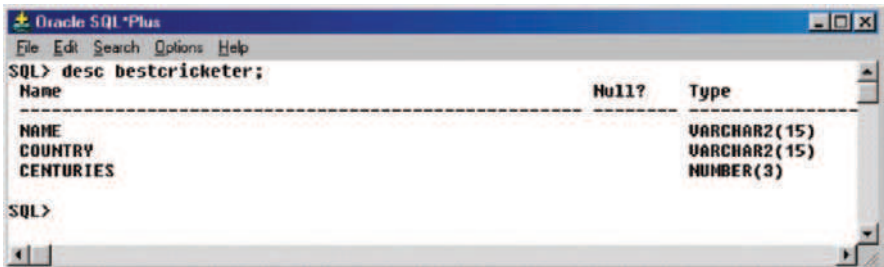 Oracle SQL*Plus
File Edit Search Options Help
SQL> desc bestcricketer;
Name Null? Type
NAME VARCHAR2(15)
COUNTRY VARCHAR2(15)
CENTURIES NUMBER(3)
SQL>